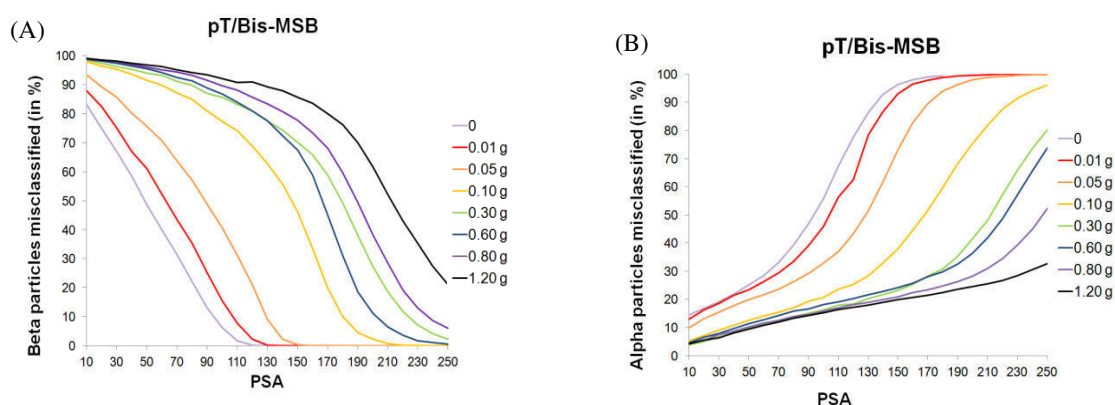 (A)
pT/Bis-MSB
Beta particles misclassified (in %)
100
90
80
70
60
50
40
30
20
10
0
10 30 50 70 90 110 130 150 170 190 210 230 250
PSA
0
0.01 g
0.05 g
0.10 g
0.30 g
0.60 g
0.80 g
1.20 g
(B)
pT/Bis-MSB
Alpha particles misclassified (in %)
100
90
80
70
60
50
40
30
20
10
0
10 30 50 70 90 110 130 150 170 190 210 230 250
PSA
0
0.01 g
0.05 g
0.10 g
0.30 g
0.60 g
0.80 g
1.20 g